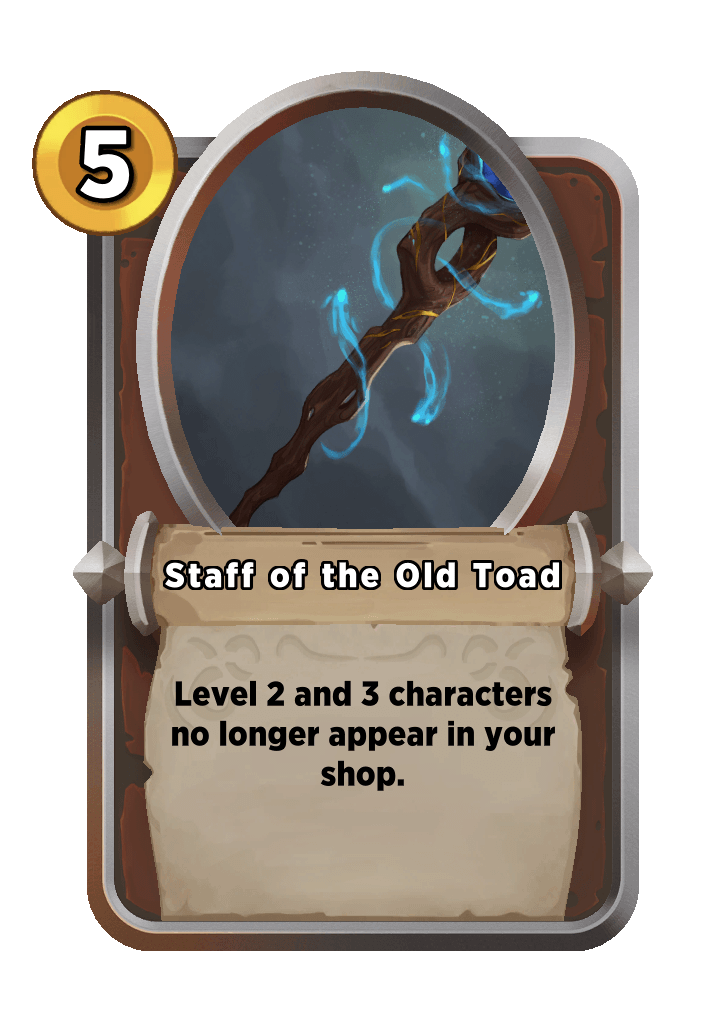 5
Staff of the Old Toad
Level 2 and 3 characters
no longer appear in your
shop.